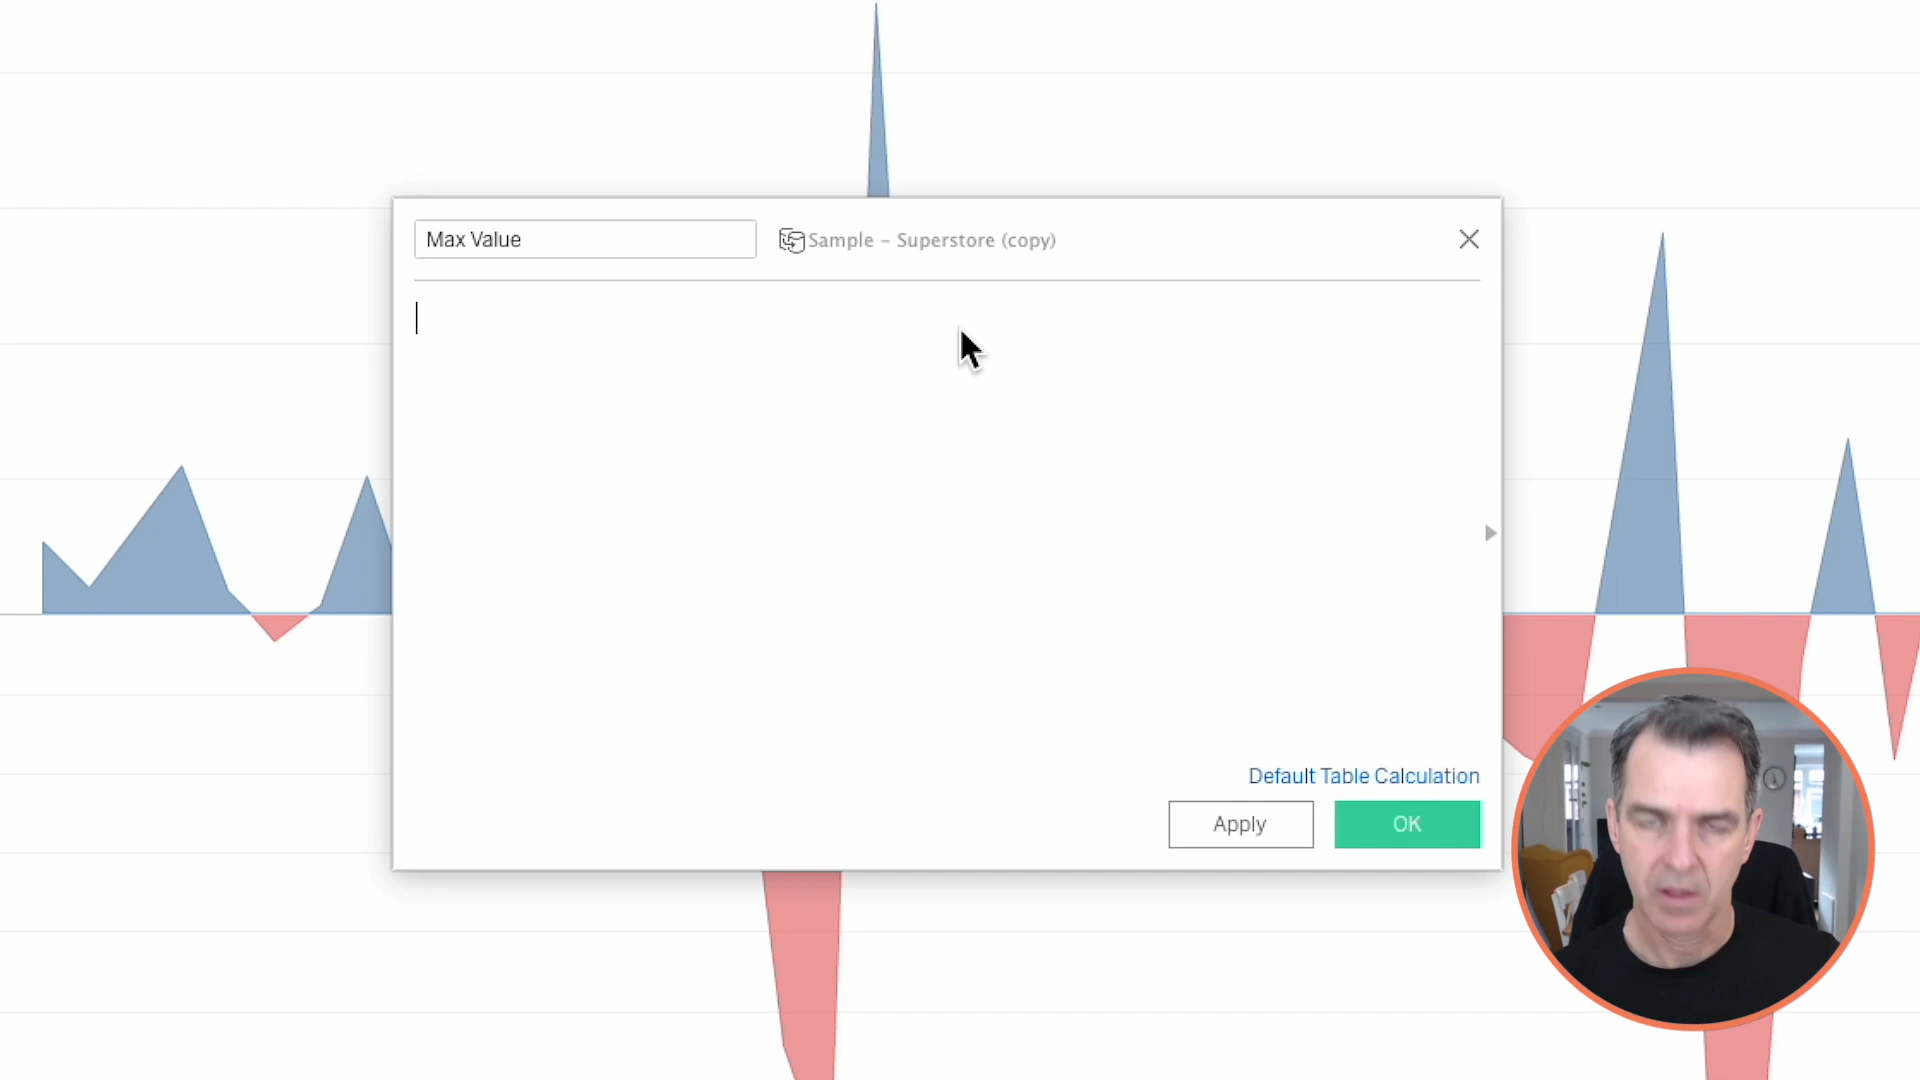 Max Value
Sample – Superstore (copy)
Default Table Calculation
Apply
OK